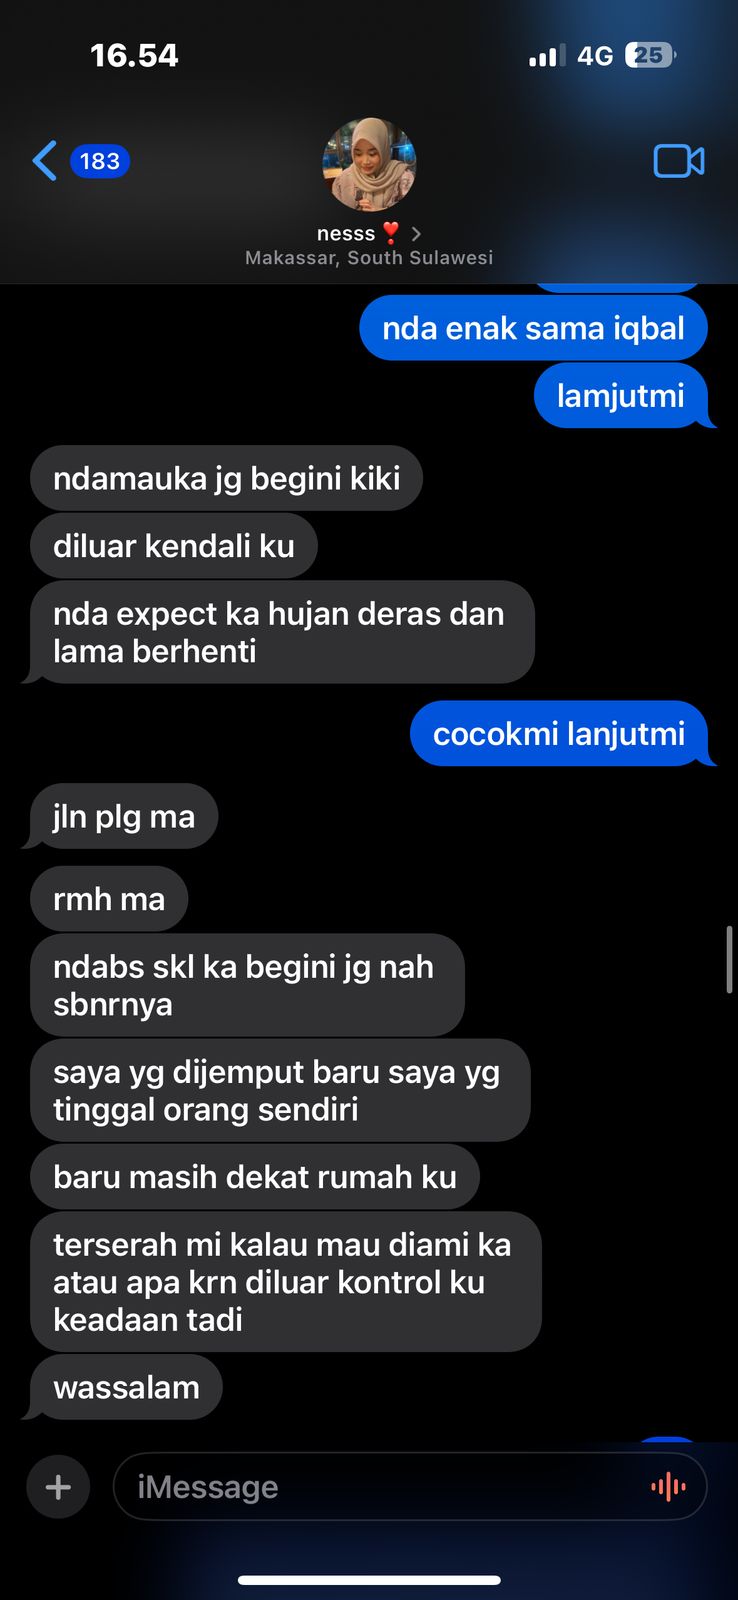 16.54
4G
25
183
nesss❣️ >
Makassar, South Sulawesi
nda enak sama iqbal
lamjutmi
ndamauka jg begini kiki
diluar kendali ku
nda expect ka hujan deras dan
lama berhenti
cocokmi lanjutmi
jln plg ma
rmh ma
ndabs skl ka begini jg nah
sbnrnya
saya yg dijemput baru saya yg
tinggal orang sendiri
baru masih dekat rumah ku
terserah mi kalau mau diami ka
atau apa krn diluar kontrol ku
keadaan tadi
wassalam
iMessage